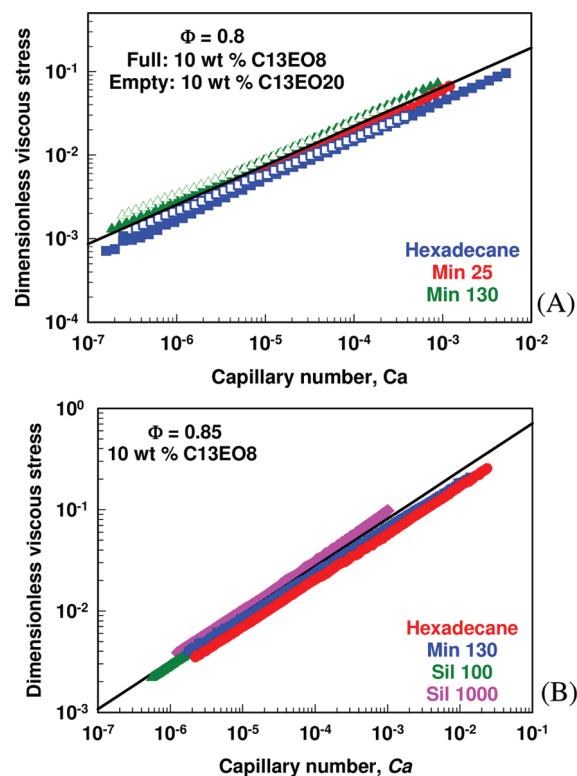 Φ = 0.8
Full: 10 wt % C13EO8
Empty: 10 wt % C13EO20
Dimensionless viscous stress
10⁻¹
10⁻²
10⁻³
10⁻⁴
Hexadecane
Min 25
Min 130
(A)
10⁻⁷ 10⁻⁶ 10⁻⁵ 10⁻⁴ 10⁻³ 10⁻²
Capillary number, Ca
Φ = 0.85
10 wt % C13EO8
Dimensionless viscous stress
10⁰
10⁻¹
10⁻²
10⁻³
Hexadecane
Min 130
Sil 100
Sil 1000
(B)
10⁻⁷ 10⁻⁶ 10⁻⁵ 10⁻⁴ 10⁻³ 10⁻² 10⁻¹
Capillary number, Ca